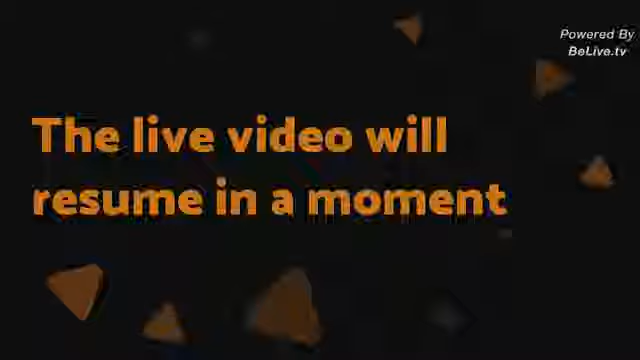 Powered By
BeLive.tv
The live video will
resume in a moment